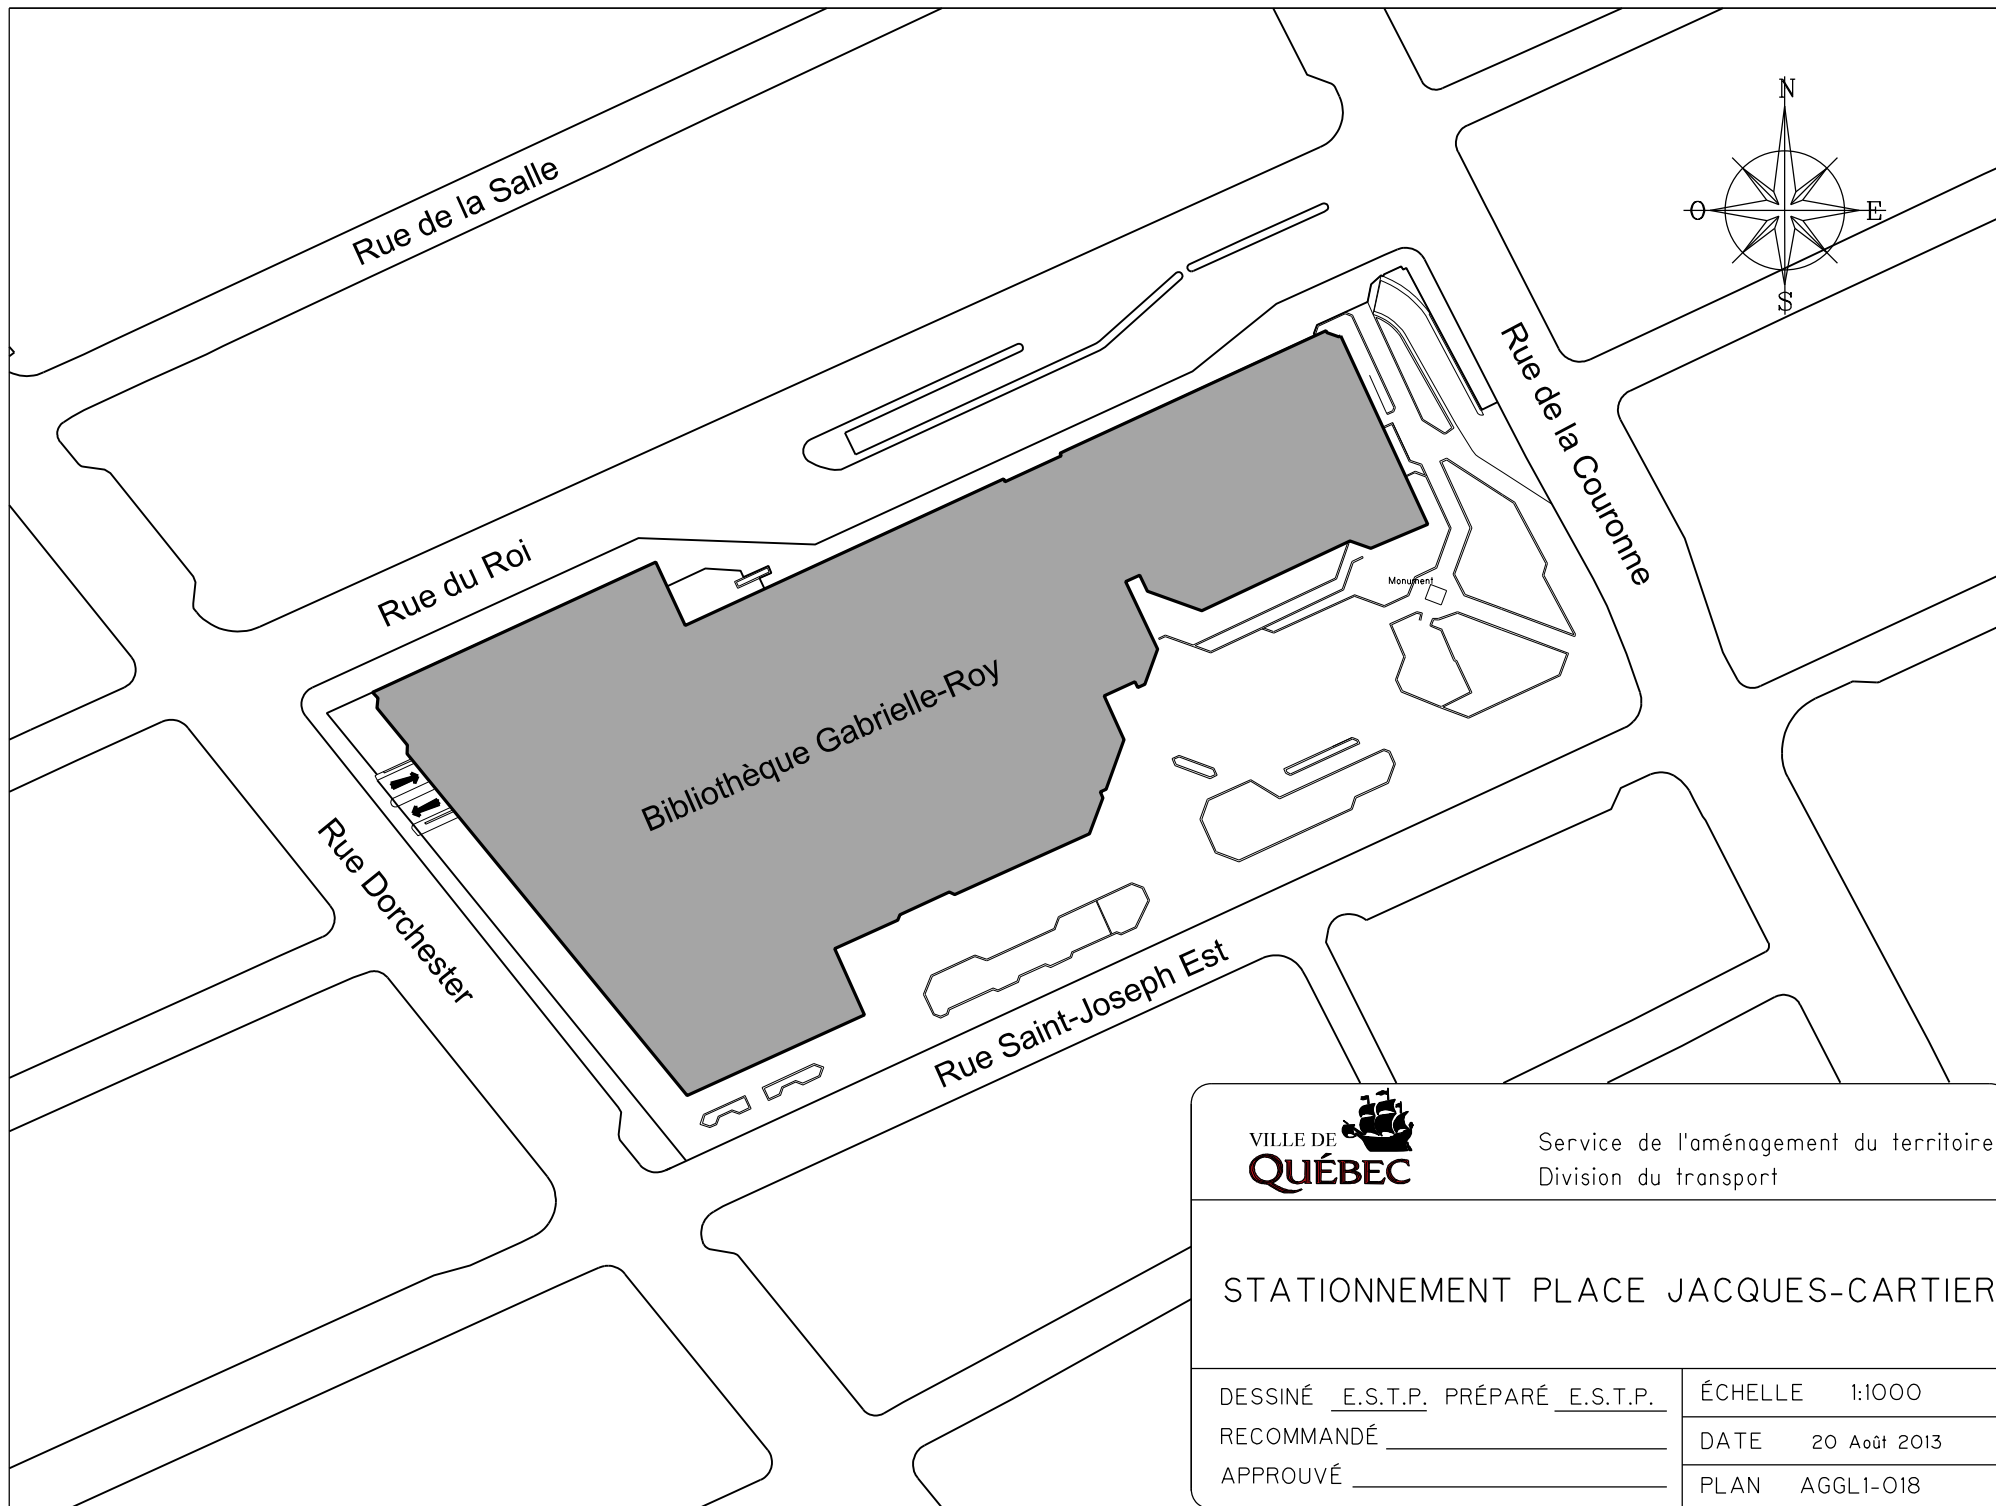 Rue de la Salle
N
O
E
S
Rue de la Couronne
Rue du Roi
Monument
Bibliothèque Gabrielle-Roy
Rue Dorchester
Rue Saint-Joseph Est
VILLE DE
QUÉBEC
Service de l'aménagement du territoire
Division du transport
STATIONNEMENT PLACE JACQUES-CARTIER
DESSINÉ E.S.T.P. PRÉPARÉ E.S.T.P.
RECOMMANDÉ
APPROUVÉ
ÉCHELLE 1:1000
DATE 20 Août 2013
PLAN AGGL1-018